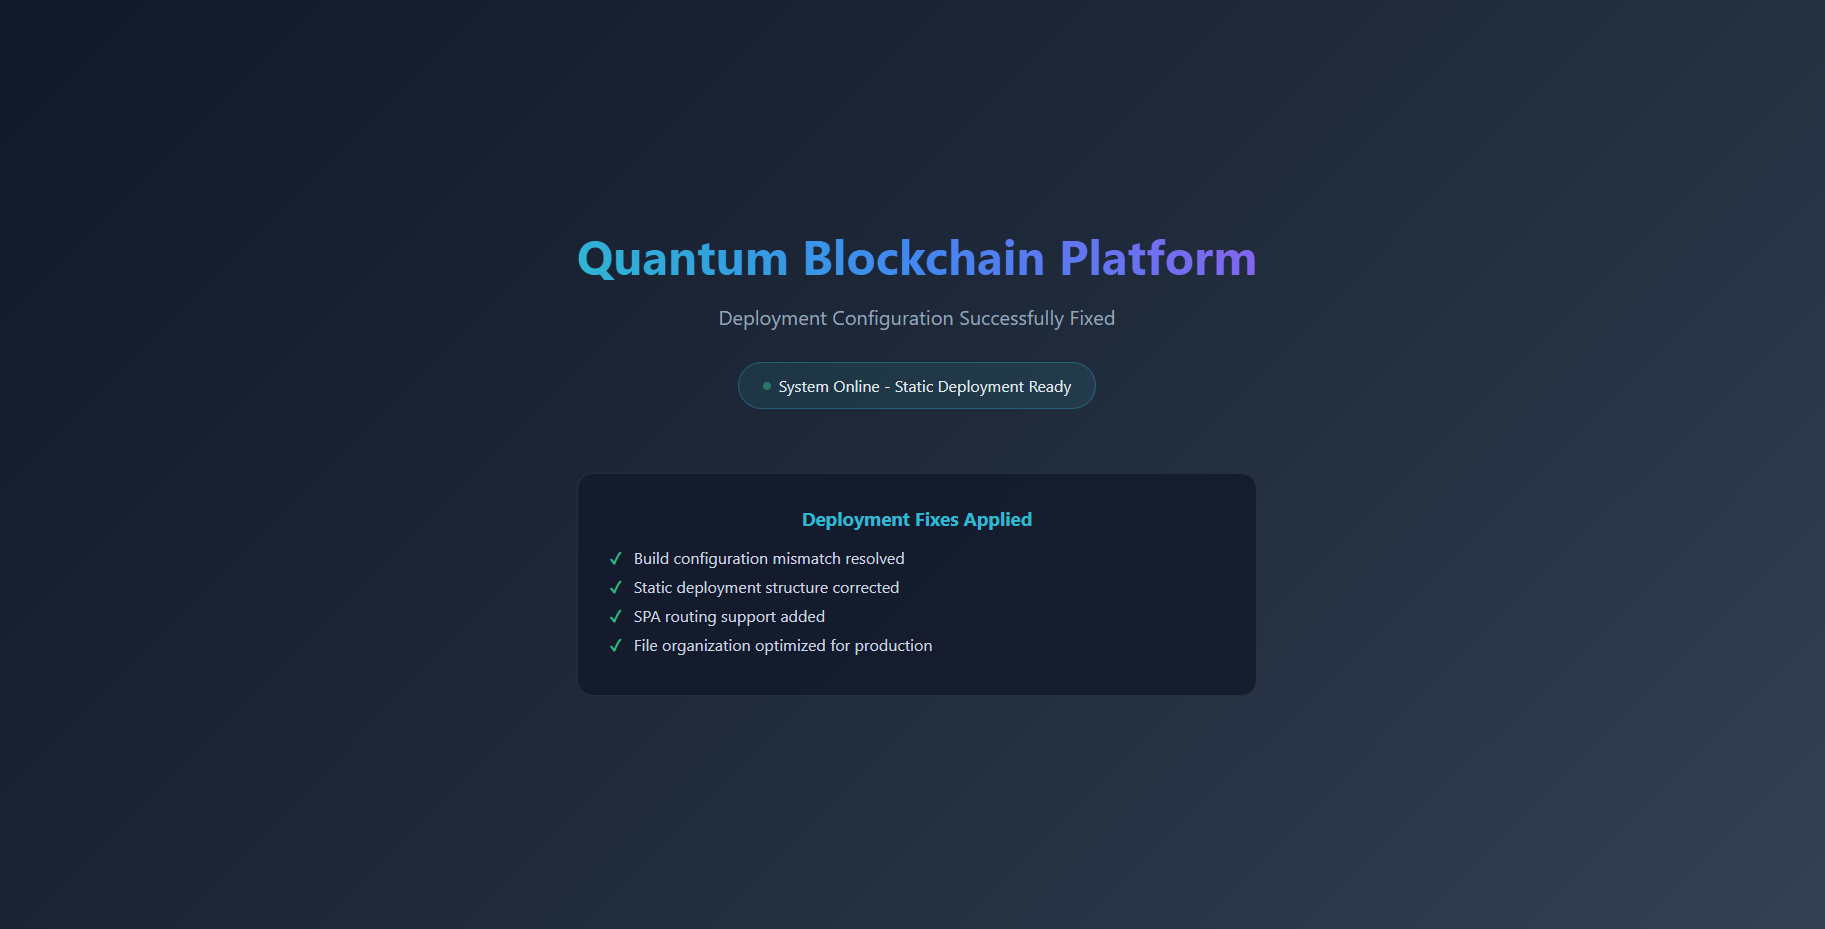 Quantum Blockchain Platform
Deployment Configuration Successfully Fixed
System Online - Static Deployment Ready
Deployment Fixes Applied
✓ Build configuration mismatch resolved
✓ Static deployment structure corrected
✓ SPA routing support added
✓ File organization optimized for production